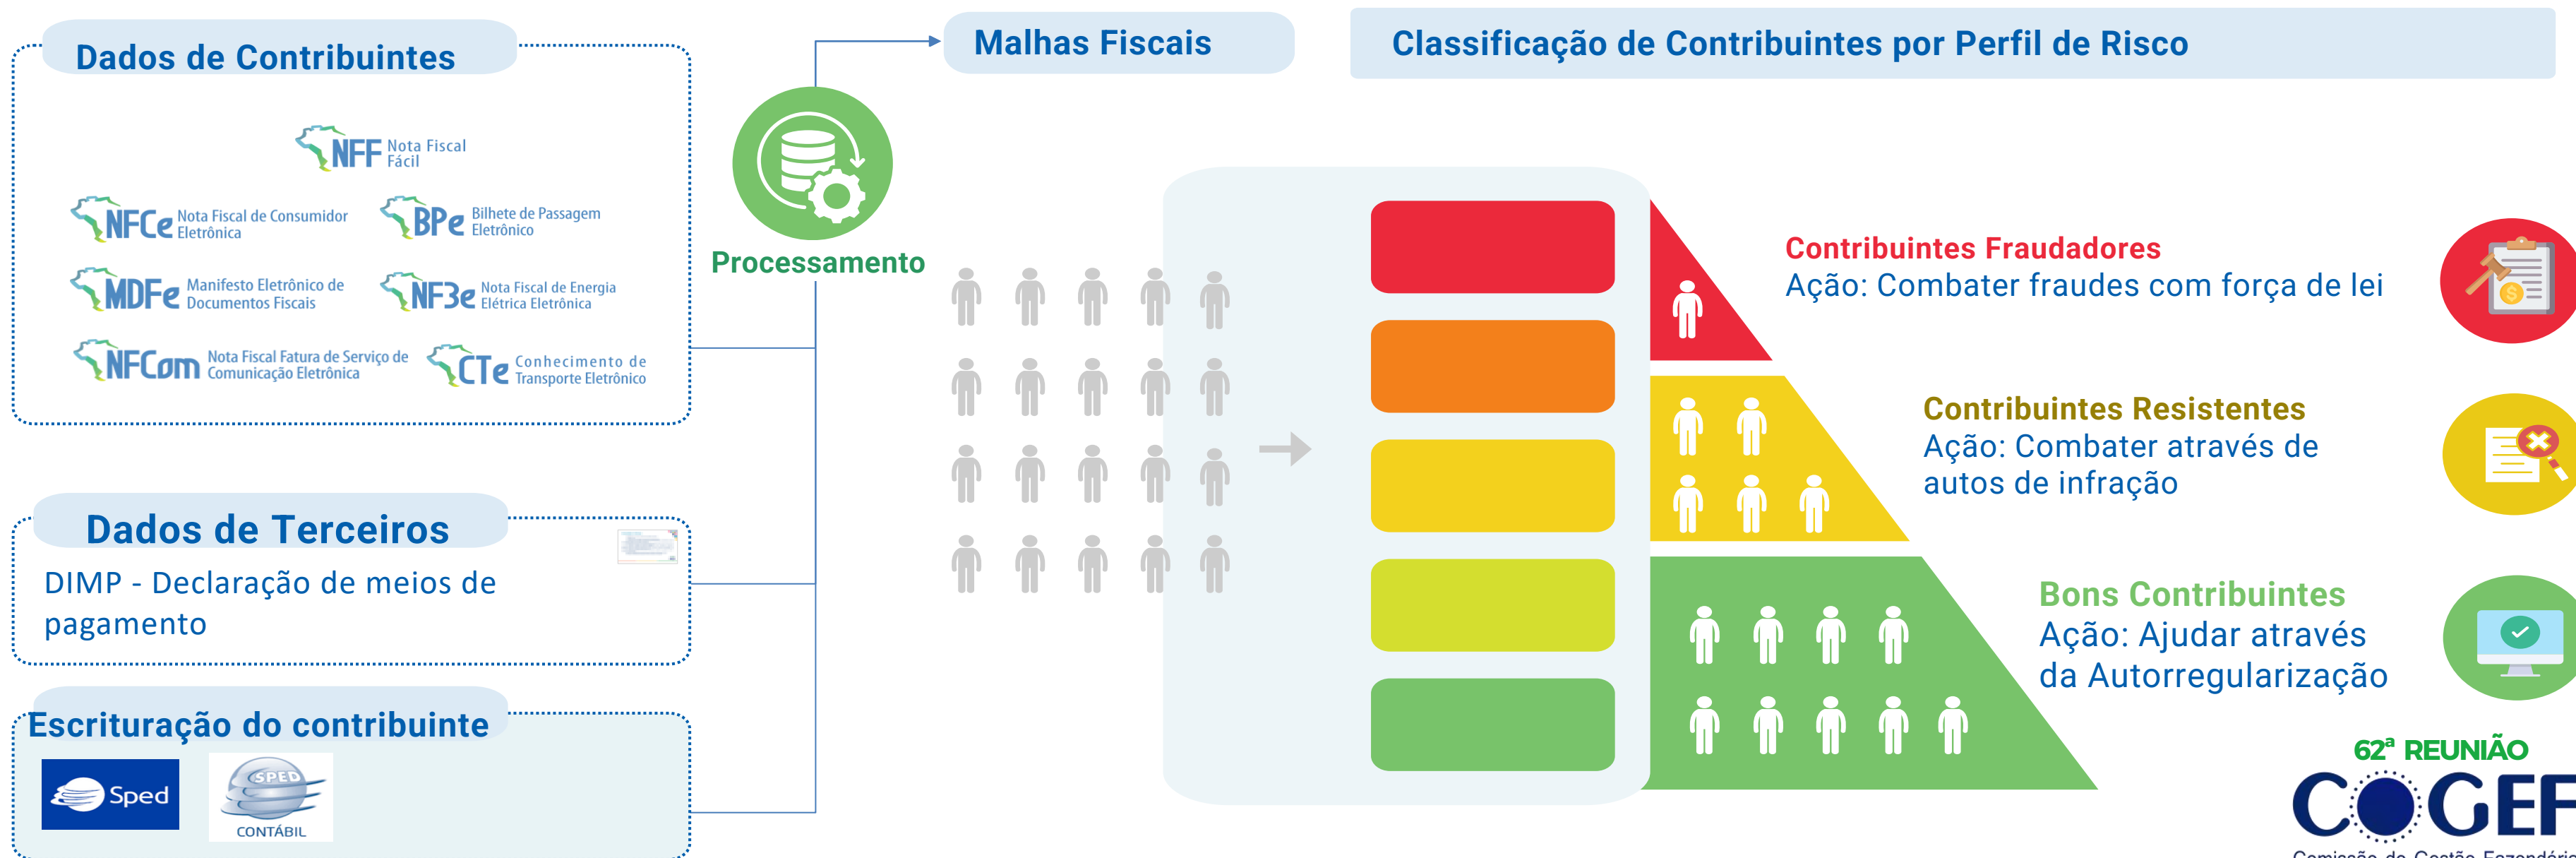 Dados de Contribuintes
NFF Nota Fiscal
Fácil
NFCe Nota Fiscal de Consumidor
Eletrônica
BPe Bilhete de Passagem
Eletrônico
MDFe Manifesto Eletrônico de
Documentos Fiscais
NF3e Nota Fiscal de Energia
Elétrica Eletrônica
NFCom Nota Fiscal Fatura de Serviço de
Comunicação Eletrônica
CTe Conhecimento de
Transporte Eletrônico
Dados de Terceiros
DIMP - Declaração de meios de
pagamento
Escrituração do contribuinte
Sped
SPED
CONTÁBIL
Processamento
Malhas Fiscais
Classificação de Contribuintes por Perfil de Risco
Contribuintes Fraudadores
Ação: Combater fraudes com força de lei
Contribuintes Resistentes
Ação: Combater através de
autos de infração
Bons Contribuintes
Ação: Ajudar através
da Autorregularização
62ª REUNIÃO
COGEF
Comissão de Gestão Fazendária